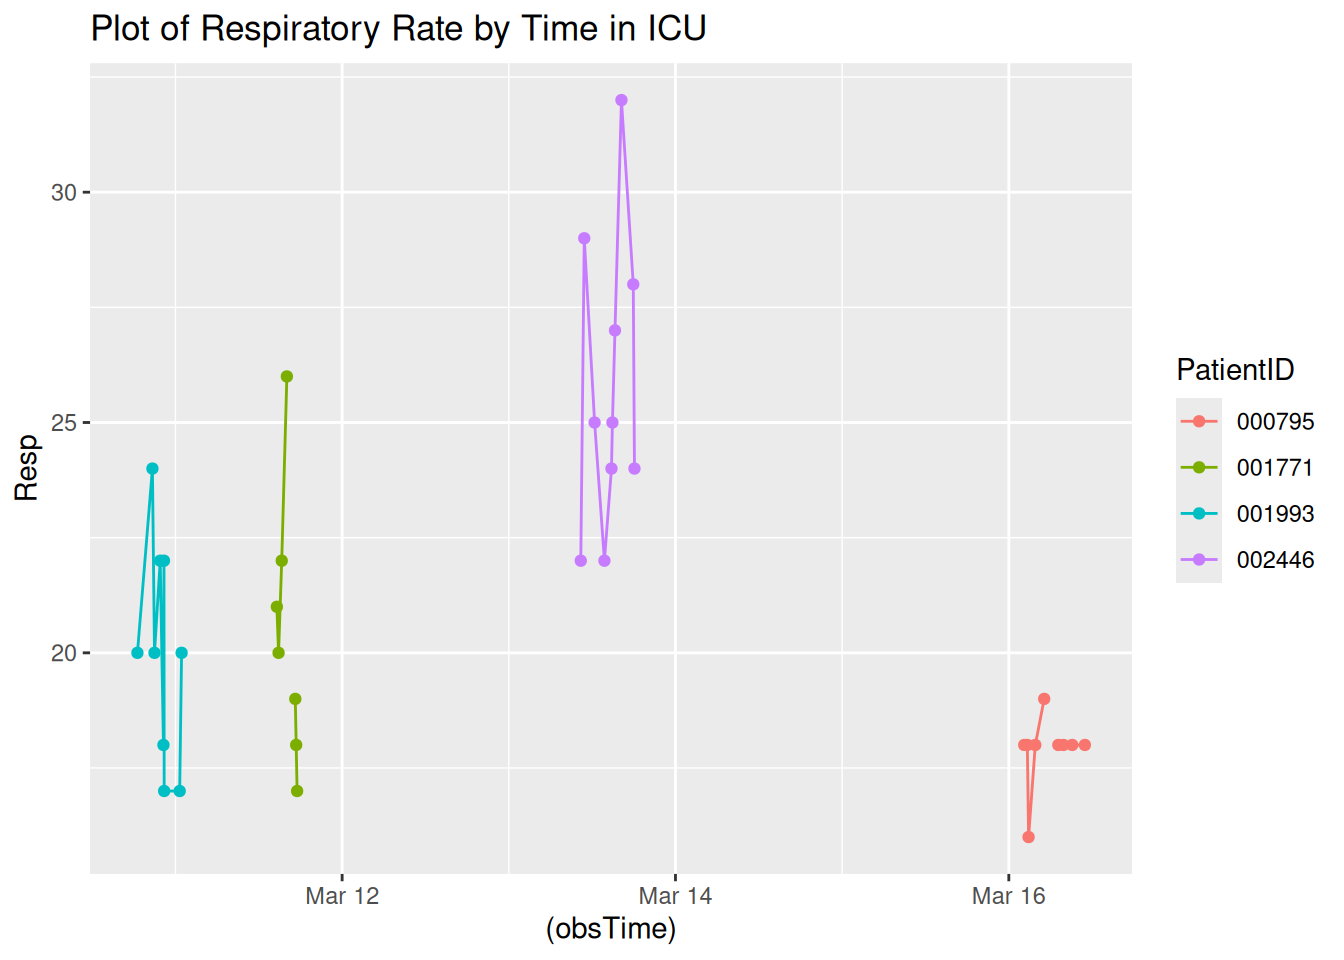 Plot of Respiratory Rate by Time in ICU
30
25
20
Resp
Mar 12
Mar 14
Mar 16
(obsTime)
PatientID
000795
001771
001993
002446